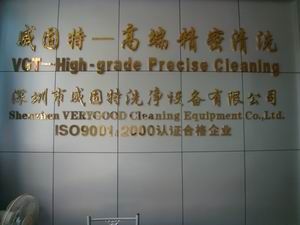 威固特—高端精密清洗
VGT—High-grade Precise Cleaning
深圳市威固特洗净设备有限公司
Shenzhen VERYGOOD Cleaning Equipment Co.,Ltd.
ISO9001:2000认证合格企业